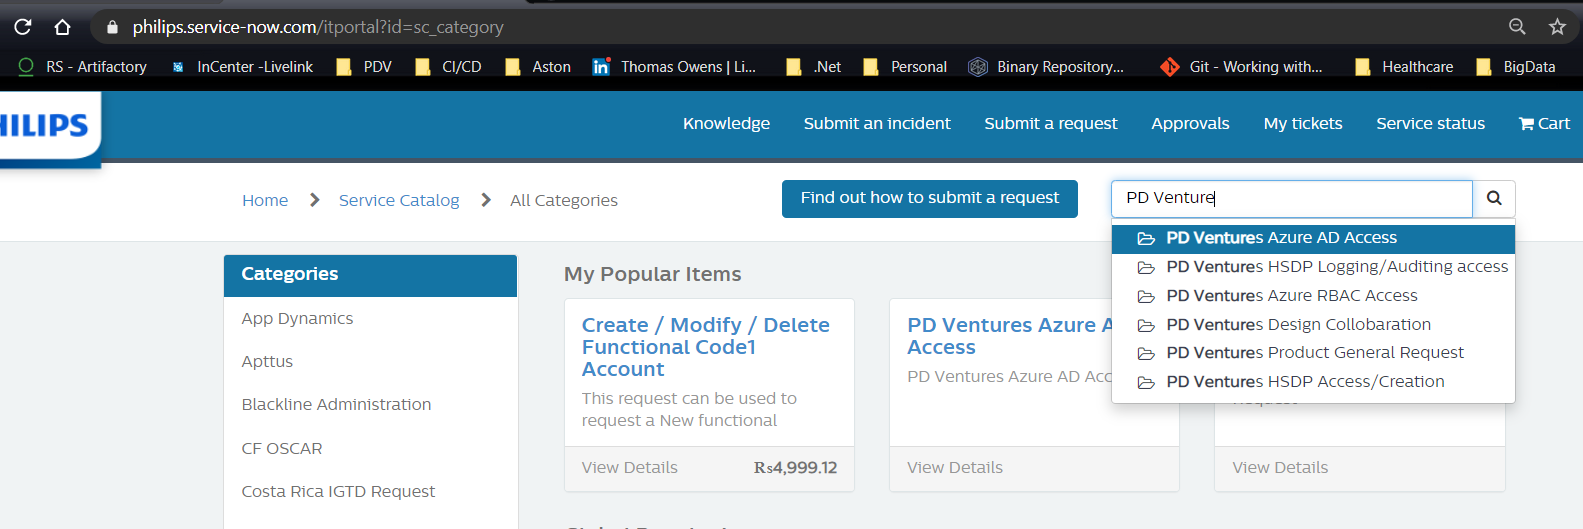 philips.service-now.com/itportal?id=sc_category
RS - Artifactory InCenter -Livelink PDV CI/CD Aston Thomas Owens | Li... .Net Personal Binary Repository... Git - Working with... Healthcare BigData
HILIPS
Knowledge Submit an incident Submit a request Approvals My tickets Service status Cart
Home Service Catalog All Categories Find out how to submit a request PD Venture
PD Ventures Azure AD Access
PD Ventures HSDP Logging/Auditing access
PD Ventures Azure RBAC Access
PD Ventures Design Collobaration
PD Ventures Product General Request
PD Ventures HSDP Access/Creation
Categories
App Dynamics
Apttus
Blackline Administration
CF OSCAR
Costa Rica IGTD Request
My Popular Items
Create / Modify / Delete
Functional Code1
Account
This request can be used to
request a New functional
View Details Rs4,999.12
PD Ventures Azure A
Access
PD Ventures Azure AD Acc
View Details
View Details